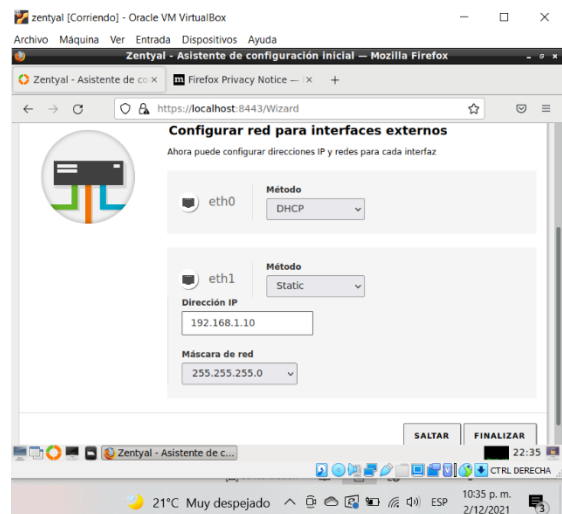 zentyal [Corriendo] - Oracle VM VirtualBox
Archivo Máquina Ver Entrada Dispositivos Ayuda
Zentyal - Asistente de configuración inicial — Mozilla Firefox
Zentyal - Asistente de co
Firefox Privacy Notice —
https://localhost:8443/Wizard
Configurar red para interfaces externos
Ahora puede configurar direcciones IP y redes para cada interfaz
Método
eth0
DHCP
Método
eth1
Static
Dirección IP
192.168.1.10
Máscara de red
255.255.255.0
SALTAR FINALIZAR
Zentyal - Asistente de c...
22:35
CTRL DERECHA
21°C Muy despejado
ESP
10:35 p. m.
2/12/2021
3